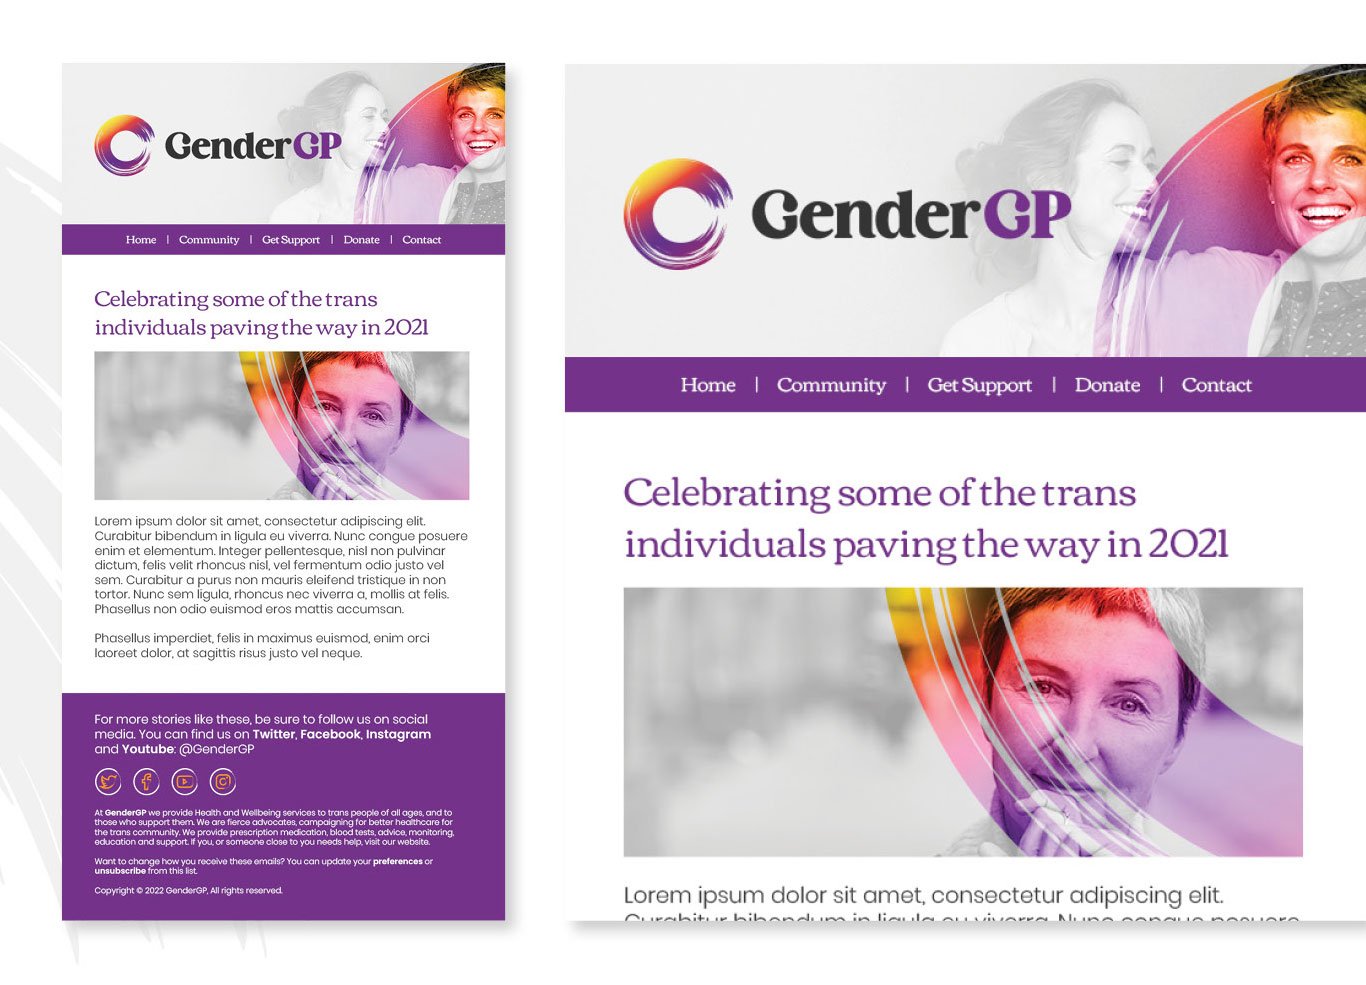 GenderGP
Home | Community | Get Support | Donate | Contact
Celebrating some of the trans
individuals paving the way in 2021
Lorem ipsum dolor sit amet, consectetur adipiscing elit.
Curabitur bibendum in ligula eu viverra. Nunc congue posuere
enim et elementum. Integer pellentesque, nisl non pulvinar
dictum, felis velit rhoncus nisl, vel fermentum odio justo vel
sem. Curabitur a purus non mauris eleifend tristique in non
tortor. Nunc sem ligula, rhoncus nec viverra a, mollis at felis.
Phasellus non odio euismod eros mattis accumsan.
Phasellus imperdiet, felis in maximus euismod, enim orci
laoreet dolor, at sagittis risus justo vel neque.
For more stories like these, be sure to follow us on social
media. You can find us on Twitter, Facebook, Instagram
and Youtube: @GenderGP
At GenderGP we provide Health and Wellbeing services to trans people of all ages, and to
those who support them. We are fierce advocates, campaigning for better healthcare for
the trans community. We provide prescription medication, blood tests, advice, monitoring,
education and support. If you, or someone close to you needs help, visit our website.
Want to change how you receive these emails? You can update your preferences or
unsubscribe from this list.
Copyright © 2022 GenderGP, All rights reserved.
GenderGP
Home | Community | Get Support | Donate | Contact
Celebrating some of the trans
individuals paving the way in 2021
Lorem ipsum dolor sit amet, consectetur adipiscing elit.
Curabitur bibendum in ligula eu viverra. Nunc congue posuere